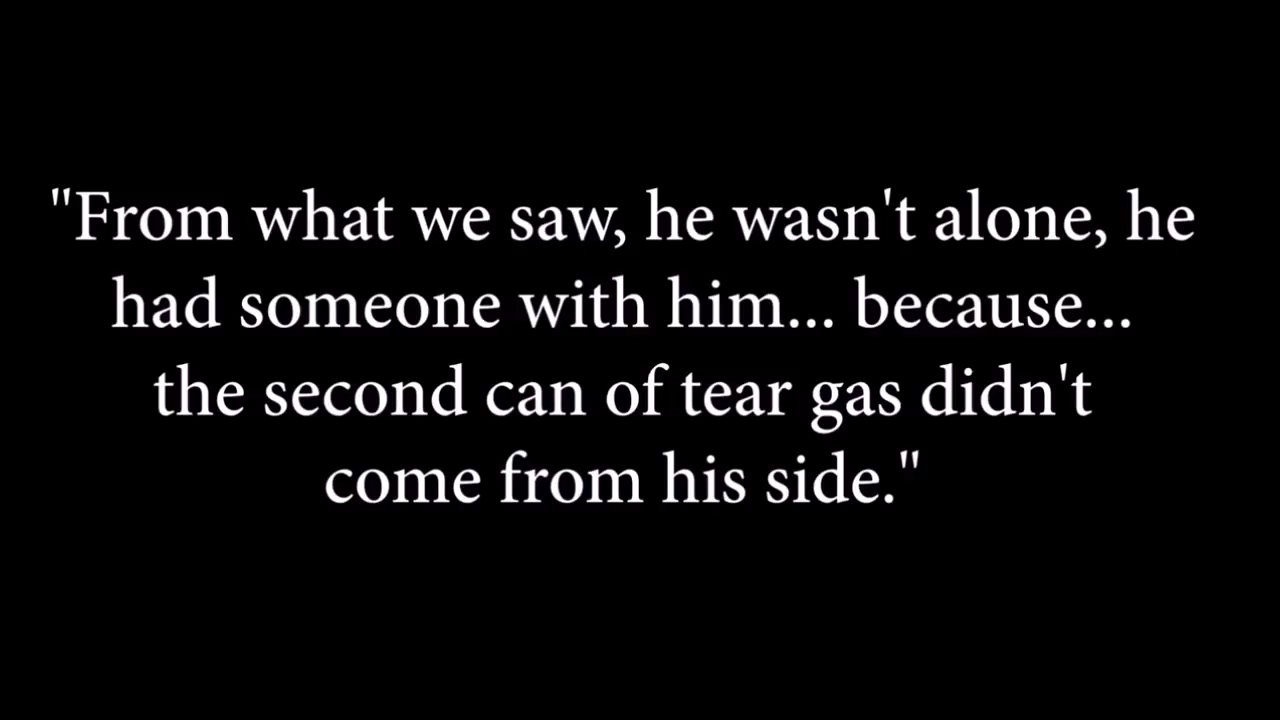 "From what we saw, he wasn't alone, he
had someone with him... because...
the second can of tear gas didn't
come from his side."